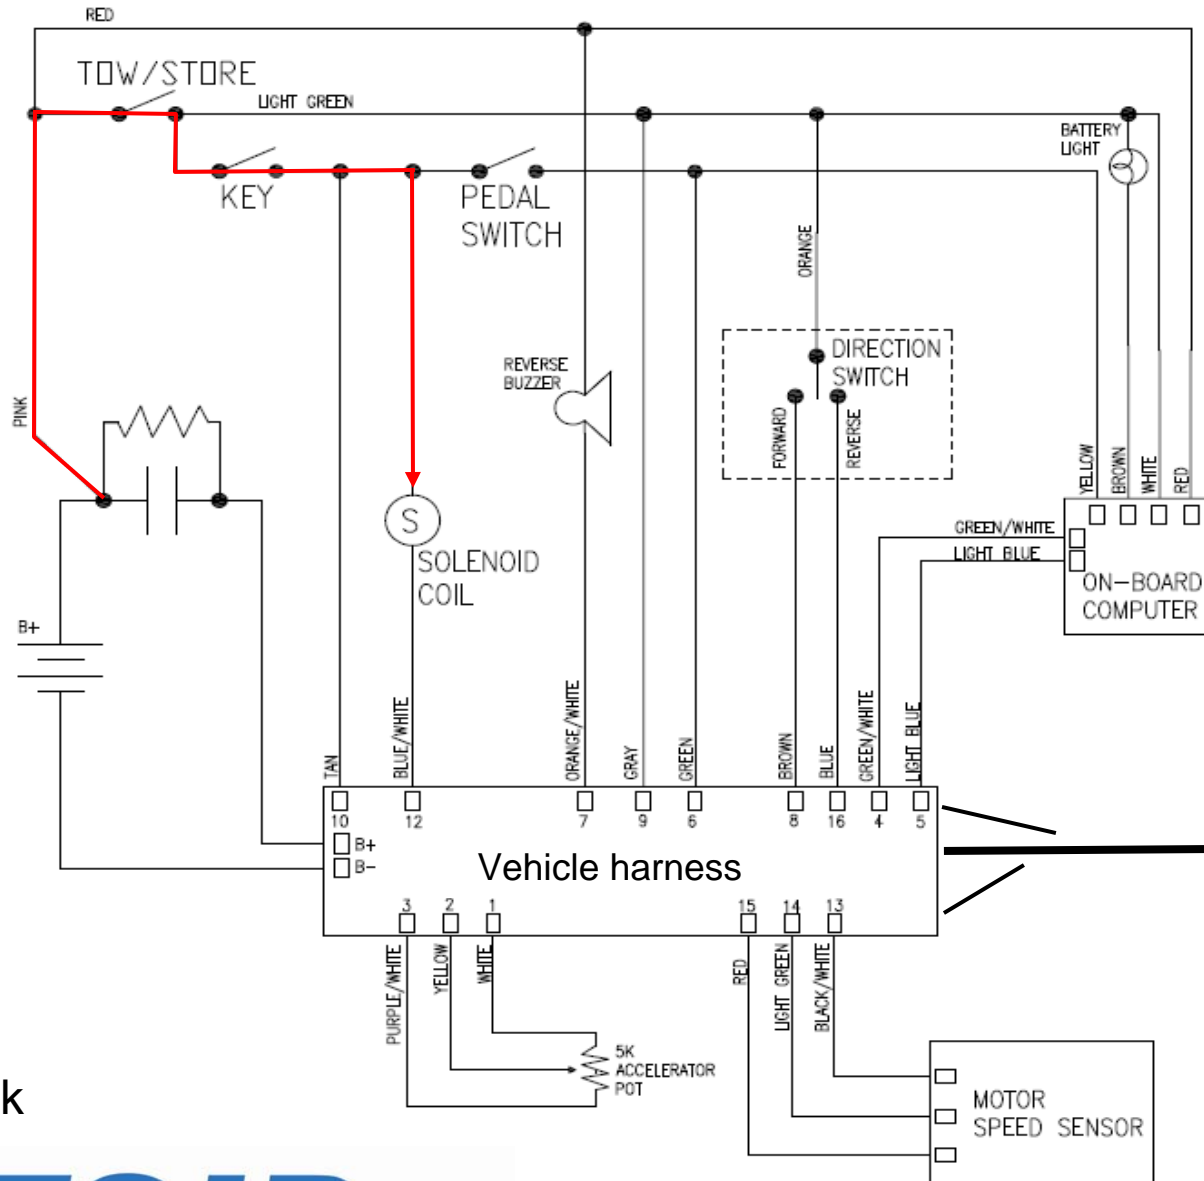 RED
TOW/STORE
LIGHT GREEN
BATTERY
LIGHT
KEY
PEDAL
SWITCH
ORANGE
DIRECTION
SWITCH
REVERSE
BUZZER
PINK
FORWARD
REVERSE
YELLOW
BROWN
WHITE
RED
S
SOLENOID
COIL
GREEN/WHITE
LIGHT BLUE
ON-BOARD
COMPUTER
B+
TAN
BLUE/WHITE
ORANGE/WHITE
GRAY
GREEN
BROWN
BLUE
GREEN/WHITE
LIGHT BLUE
10
12
7
9
6
8
16
4
5
B+
B-
Vehicle harness
3
2
1
15
14
13
PURPLE/WHITE
YELLOW
WHITE
RED
LIGHT GREEN
BLACK/WHITE
5K
ACCELERATOR
POT
MOTOR
SPEED SENSOR
k